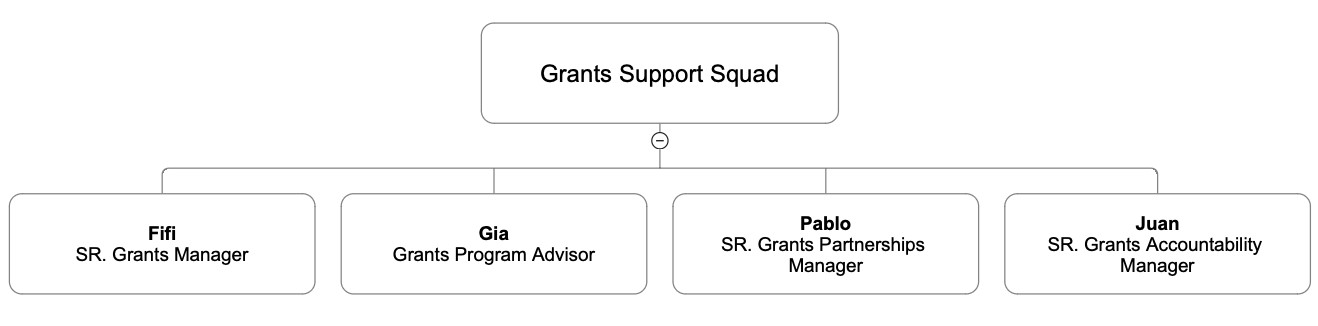 Grants Support Squad
Fifi
SR. Grants Manager
Gia
Grants Program Advisor
Pablo
SR. Grants Partnerships
Manager
Juan
SR. Grants Accountability
Manager